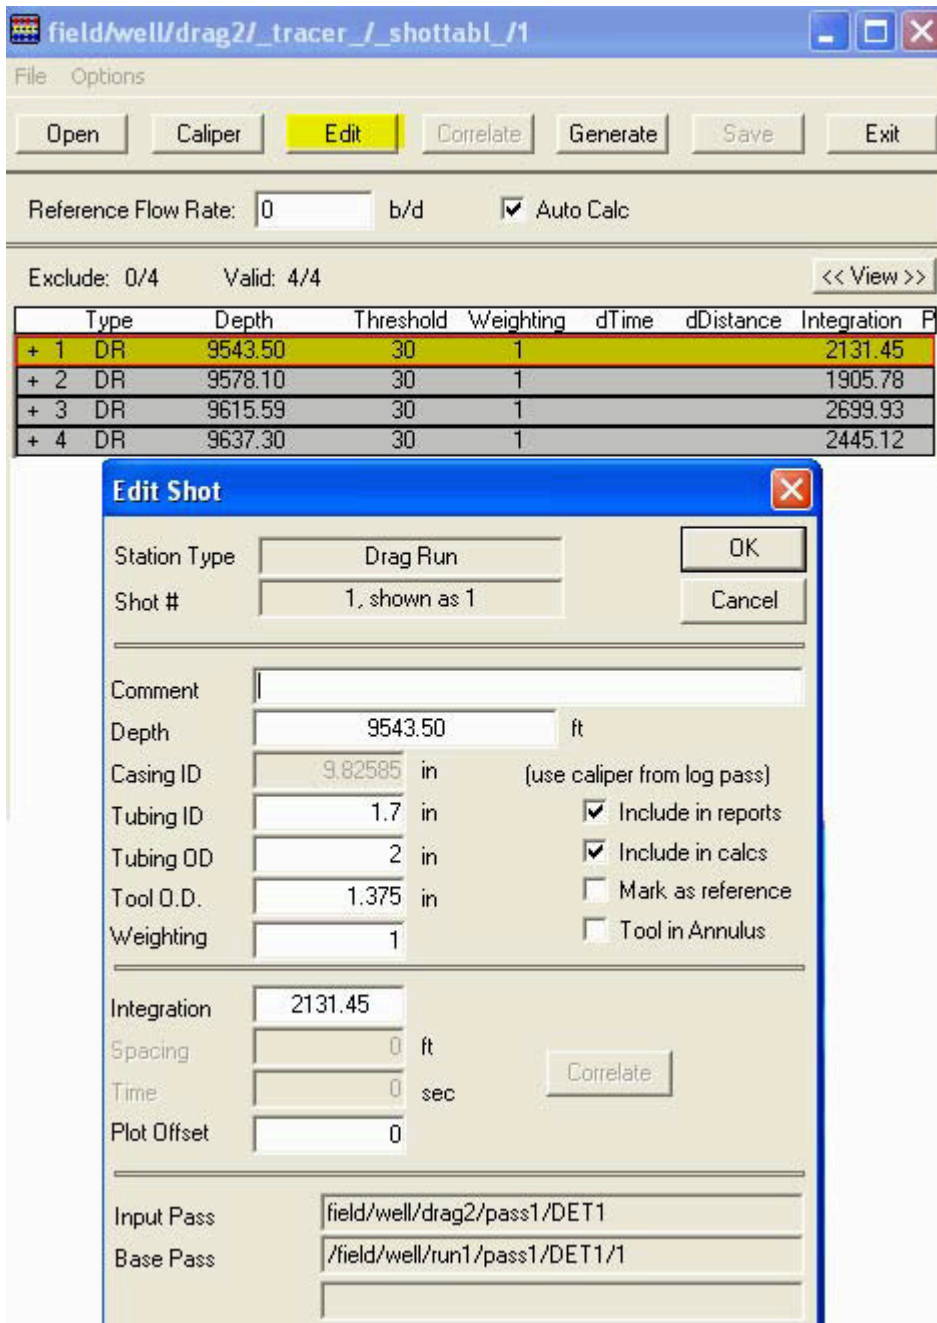 field/well/drag2/_tracer_/_shottabl_/1
File Options
Open Caliper Edit Correlate Generate Save Exit
Reference Flow Rate: 0 b/d Auto Calc
Exclude: 0/4 Valid: 4/4 << View >>
Type Depth Threshold Weighting dTime dDistance Integration P
+ 1 DR 9543.50 30 1 2131.45
+ 2 DR 9578.10 30 1 1905.78
+ 3 DR 9615.59 30 1 2699.93
+ 4 DR 9637.30 30 1 2445.12
Edit Shot
Station Type Drag Run OK
Shot # 1, shown as 1 Cancel
Comment
Depth 9543.50 ft
Casing ID 9.82585 in (use caliper from log pass)
Tubing ID 1.7 in Include in reports
Tubing OD 2 in Include in calcs
Tool O.D. 1.375 in Mark as reference
Weighting 1 Tool in Annulus
Integration 2131.45
Spacing 0 ft Correlate
Time 0 sec
Plot Offset 0
Input Pass field/well/drag2/pass1/DET1
Base Pass /field/well/run1/pass1/DET1/1